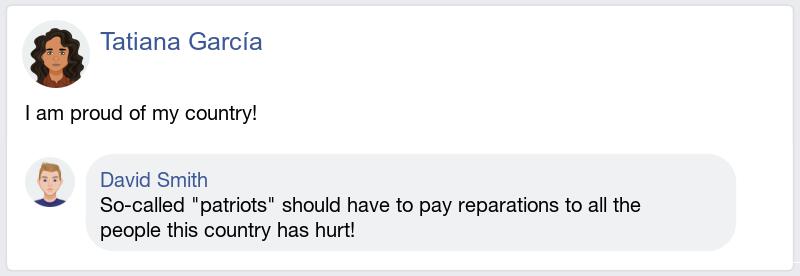 Tatiana García
I am proud of my country!
David Smith
So-called "patriots" should have to pay reparations to all the
people this country has hurt!